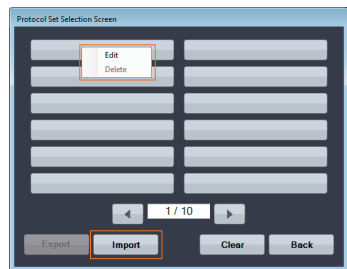 Protocol Set Selection Screen
Edit
Delete
1 / 10
Export Import Clear Back